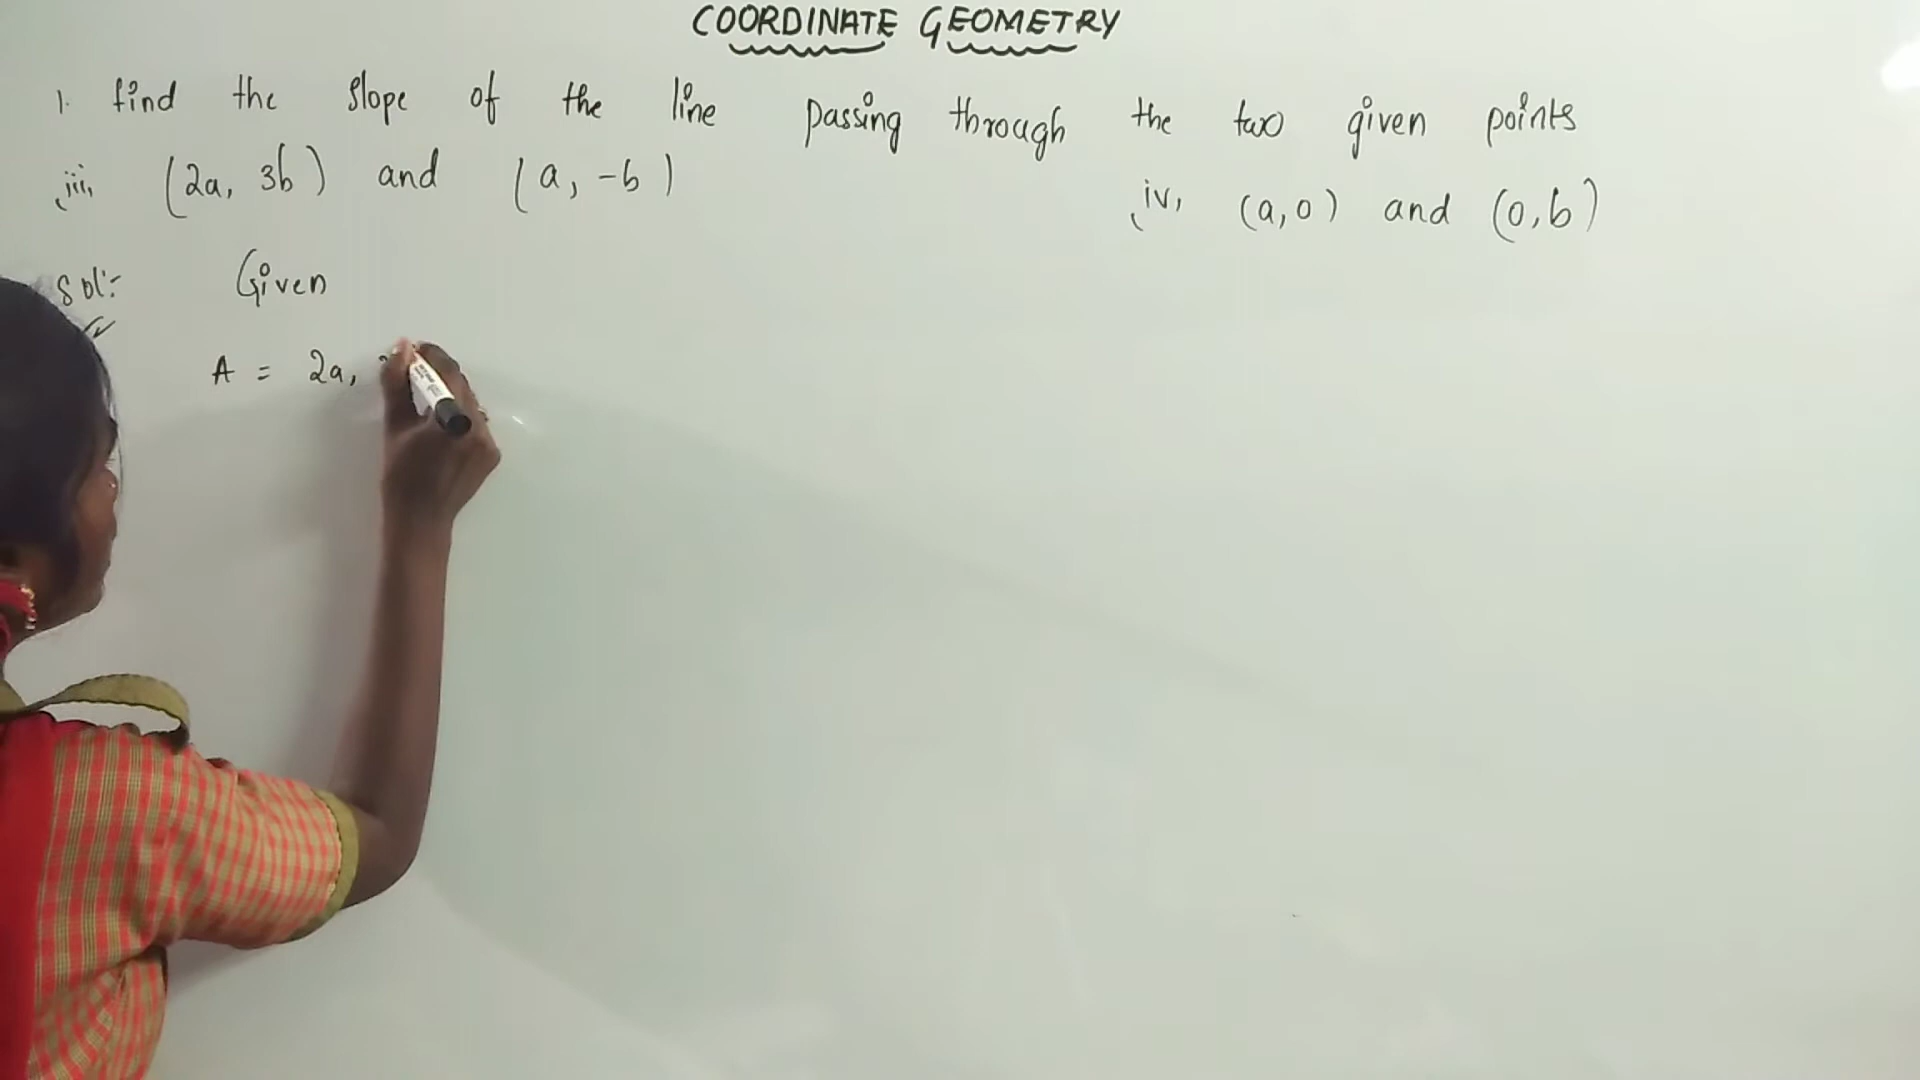 COORDINATE GEOMETRY
1. find the slope of the line passing through the two given points
iii, (2a, 3b) and (a, -b)
iv, (a,0) and (0,b)
Sol:-
Given
A = 2a,